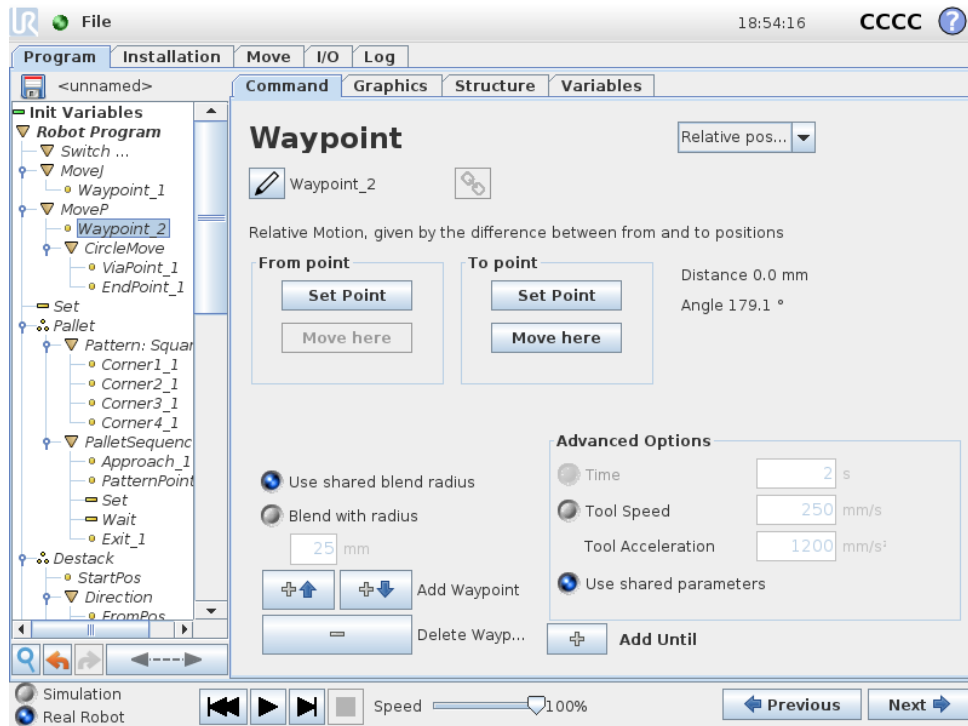 UR File 18:54:16 CCCC ?
Program Installation Move I/O Log
<unnamed>
Command Graphics Structure Variables
Init Variables
Robot Program
Switch ...
MoveJ
Waypoint_1
MoveP
Waypoint_2
CircleMove
ViaPoint_1
EndPoint_1
Set
Pallet
Pattern: Squar
Corner1_1
Corner2_1
Corner3_1
Corner4_1
PalletSequenc
Approach_1
PatternPoint
Set
Wait
Exit_1
Destack
StartPos
Direction
FromPos
Waypoint
Relative pos...
Waypoint_2
Relative Motion, given by the difference between from and to positions
From point
Set Point
Move here
To point
Set Point
Move here
Distance 0.0 mm
Angle 179.1 °
Use shared blend radius
Blend with radius
25 mm
Add Waypoint
Delete Wayp...
Advanced Options
Time 2 s
Tool Speed 250 mm/s
Tool Acceleration 1200 mm/s²
Use shared parameters
Add Until
Simulation
Real Robot
Speed 100%
Previous Next